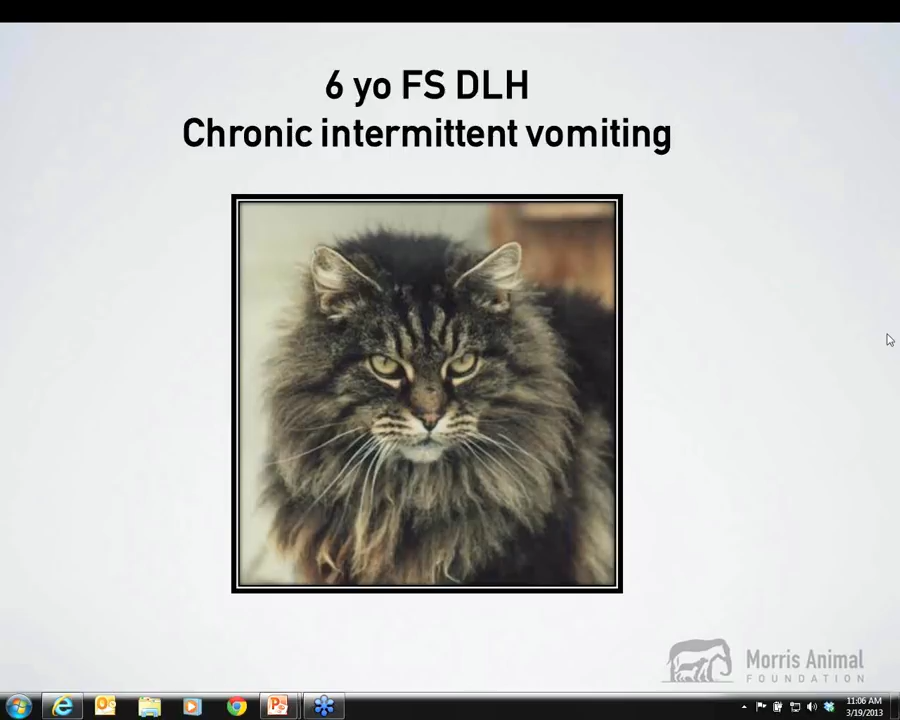 6 yo FS DLH
Chronic intermittent vomiting
Morris Animal
FOUNDATION
11:06 AM
3/19/2013